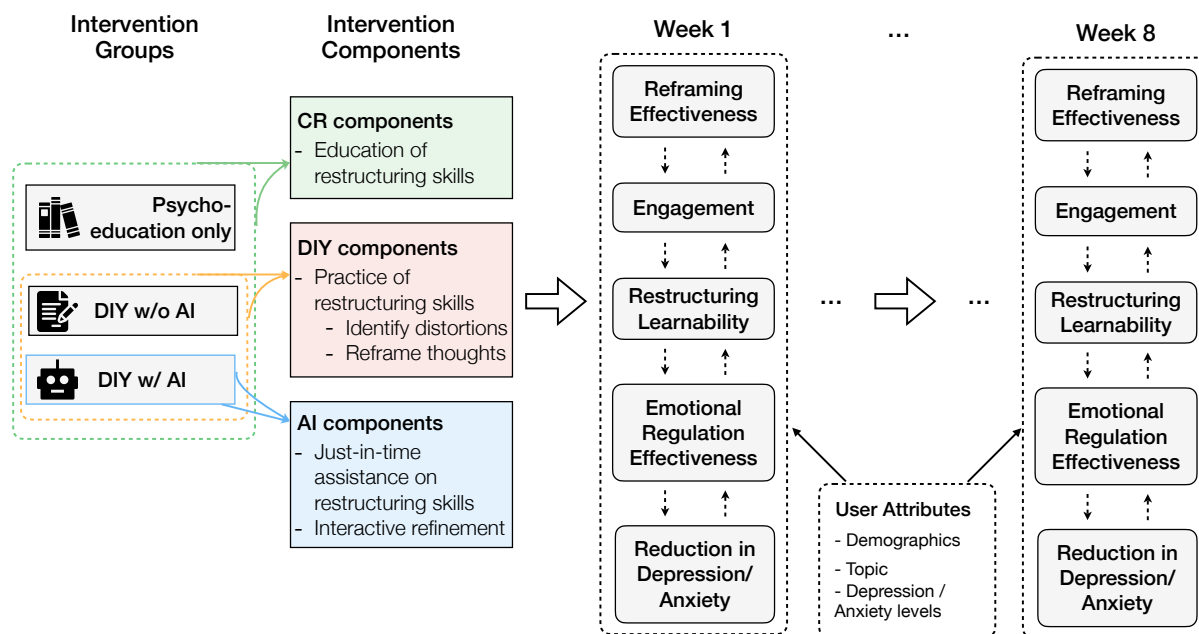 Intervention
Groups
Intervention
Components
Week 1
...
Week 8
Psycho-
education only
DIY w/o AI
DIY w/ AI
CR components
- Education of
restructuring skills
DIY components
- Practice of
restructuring skills
- Identify distortions
- Reframe thoughts
AI components
- Just-in-time
assistance on
restructuring skills
- Interactive refinement
Reframing
Effectiveness
Engagement
Restructuring
Learnability
Emotional
Regulation
Effectiveness
Reduction in
Depression/
Anxiety
...
...
User Attributes
- Demographics
- Topic
- Depression /
Anxiety levels
Reframing
Effectiveness
Engagement
Restructuring
Learnability
Emotional
Regulation
Effectiveness
Reduction in
Depression/
Anxiety